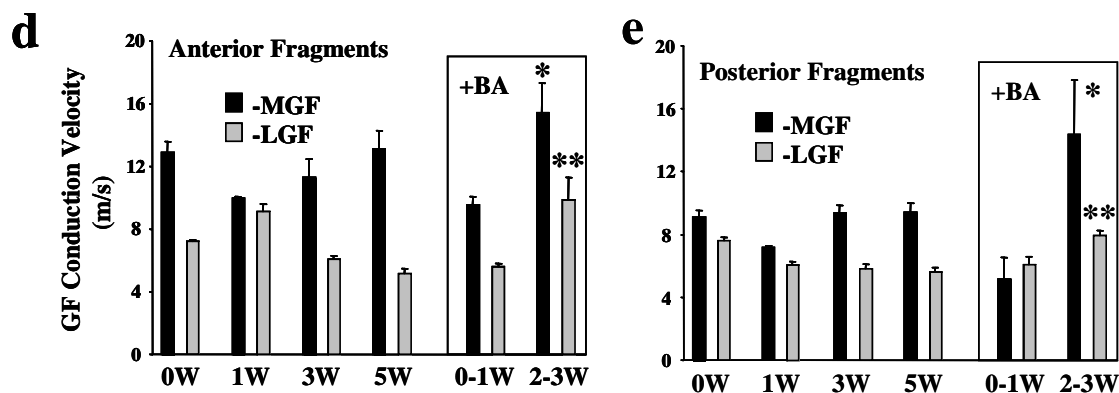 d
Anterior Fragments
GF Conduction Velocity
(m/s)
20
16
12
8
4
0
-MGF
-LGF
+BA
*
**
0W 1W 3W 5W 0-1W 2-3W
e
Posterior Fragments
20
16
12
8
4
0
-MGF
-LGF
+BA
*
**
0W 1W 3W 5W 0-1W 2-3W